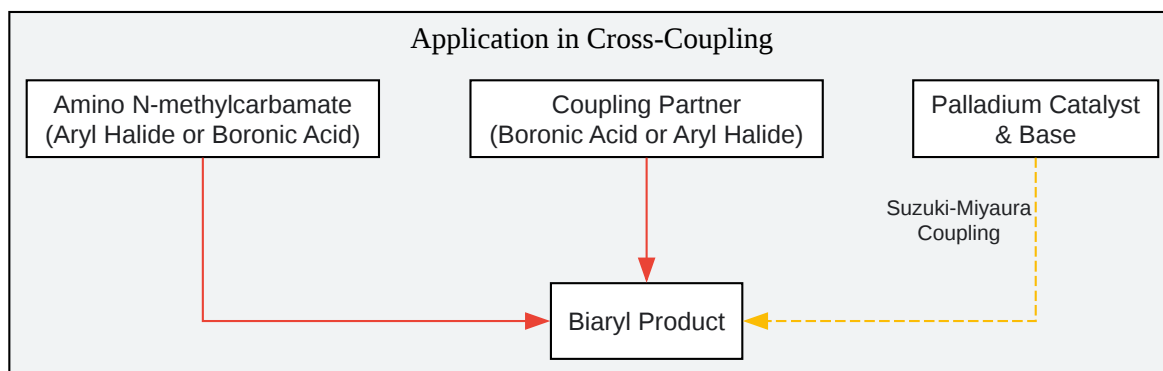 Application in Cross-Coupling
Amino N-methylcarbamate
(Aryl Halide or Boronic Acid)
Coupling Partner
(Boronic Acid or Aryl Halide)
Palladium Catalyst
& Base
Suzuki-Miyaura
Coupling
Biaryl Product